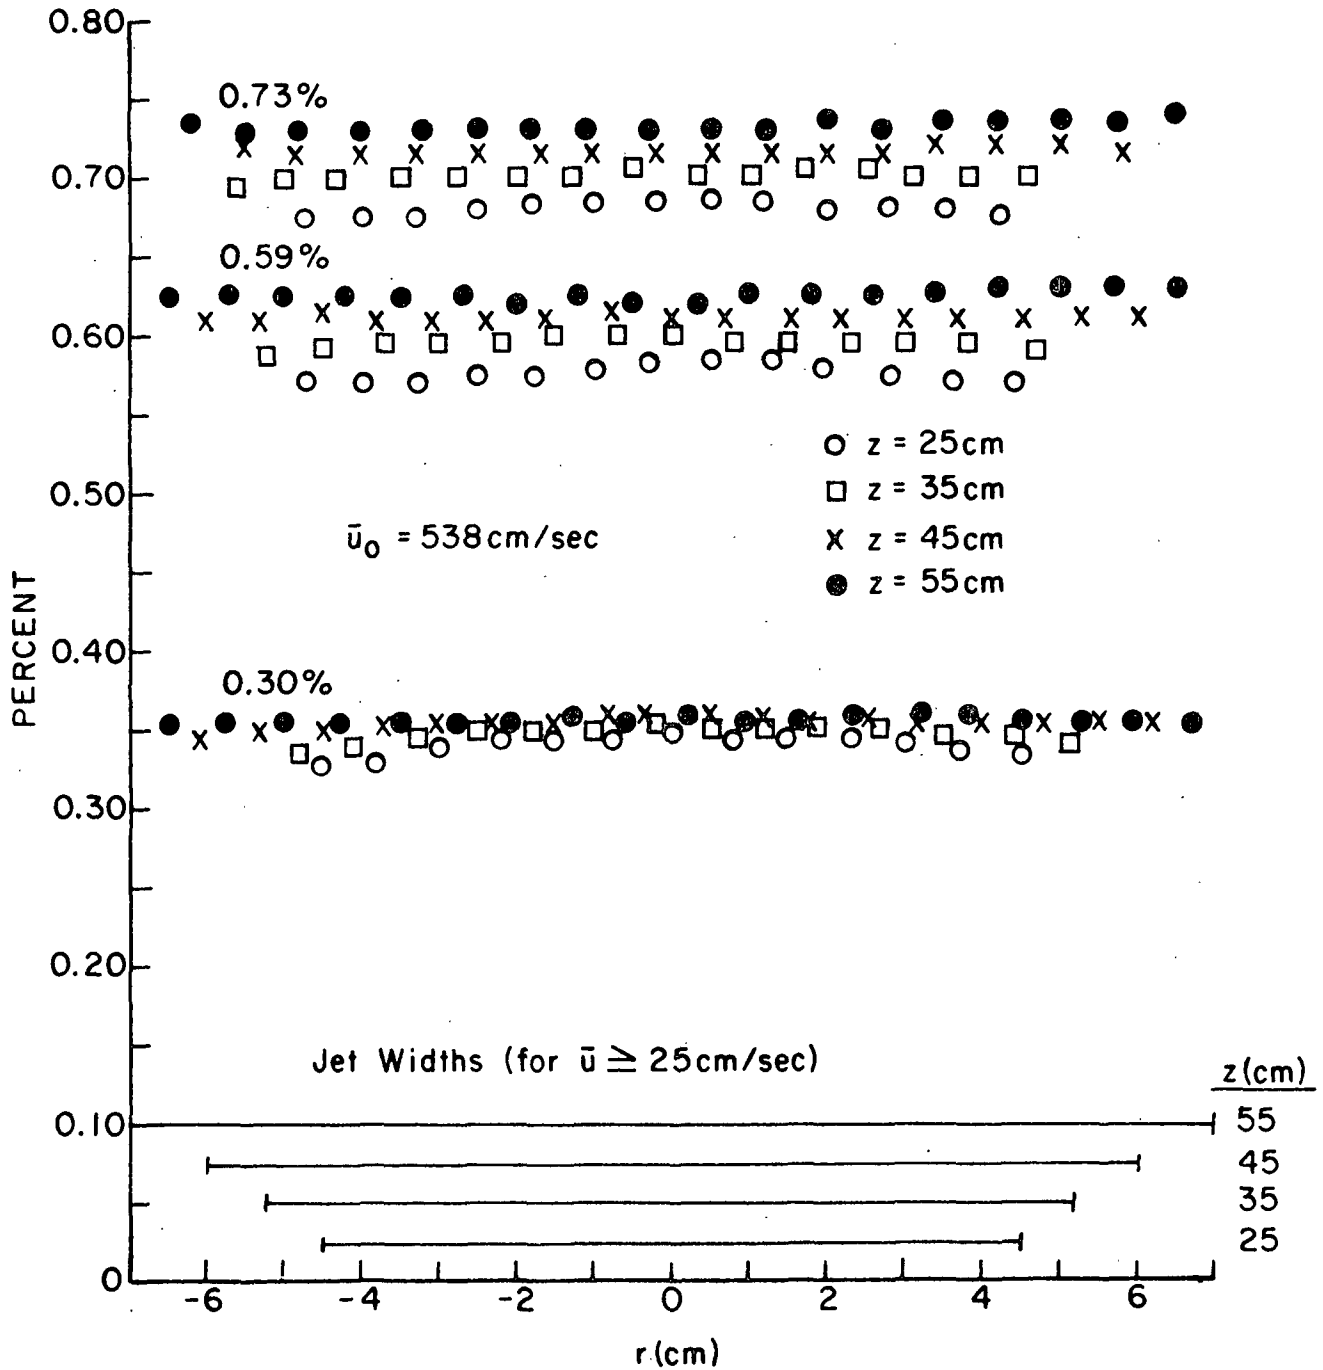 0.80
0.73%
0.70
0.59%
0.60
z = 25cm
z = 35cm
0.50
ū₀ = 538cm/sec
z = 45cm
z = 55cm
PERCENT
0.40
0.30%
0.30
0.20
Jet Widths (for ū ≧ 25cm/sec)
z(cm)
0.10
55
45
35
25
0
-6 -4 -2 0 2 4 6
r(cm)